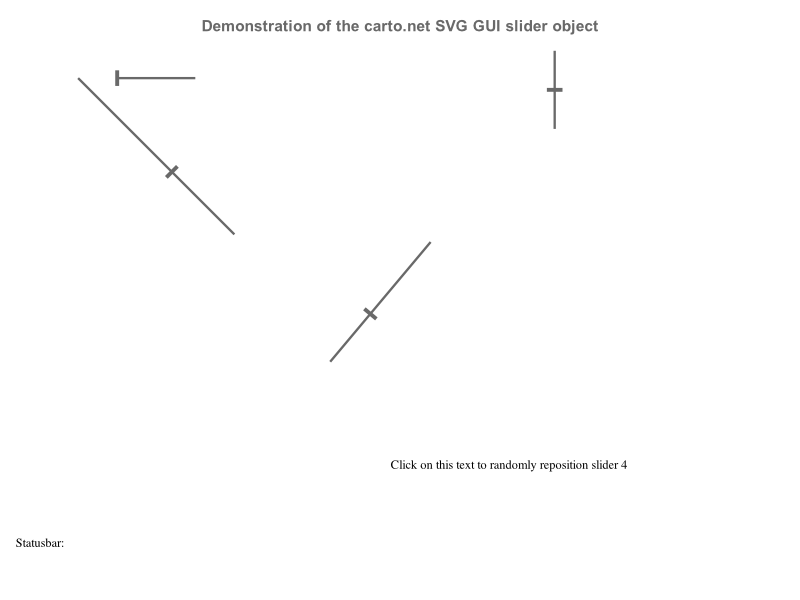 Demonstration of the carto.net SVG GUI slider object
Click on this text to randomly reposition slider 4
Statusbar: